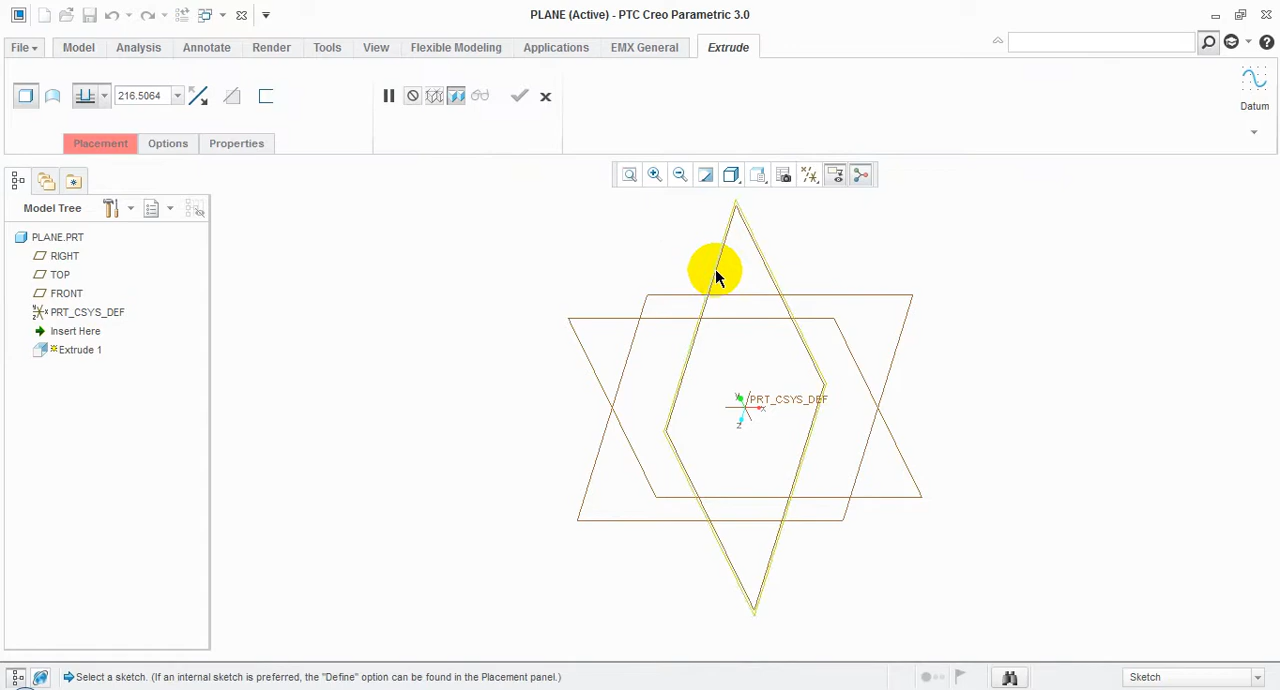 PLANE (Active) - PTC Creo Parametric 3.0
File Model Analysis Annotate Render Tools View Flexible Modeling Applications EMX General Extrude
216.5064
Datum
Placement Options Properties
Model Tree
PLANE.PRT
RIGHT
TOP
FRONT
PRT_CSYS_DEF
Insert Here
Extrude 1
Y PRT_CSYS_DEF
X
Z
Select a sketch. (If an internal sketch is preferred, the "Define" option can be found in the Placement panel.)
Sketch